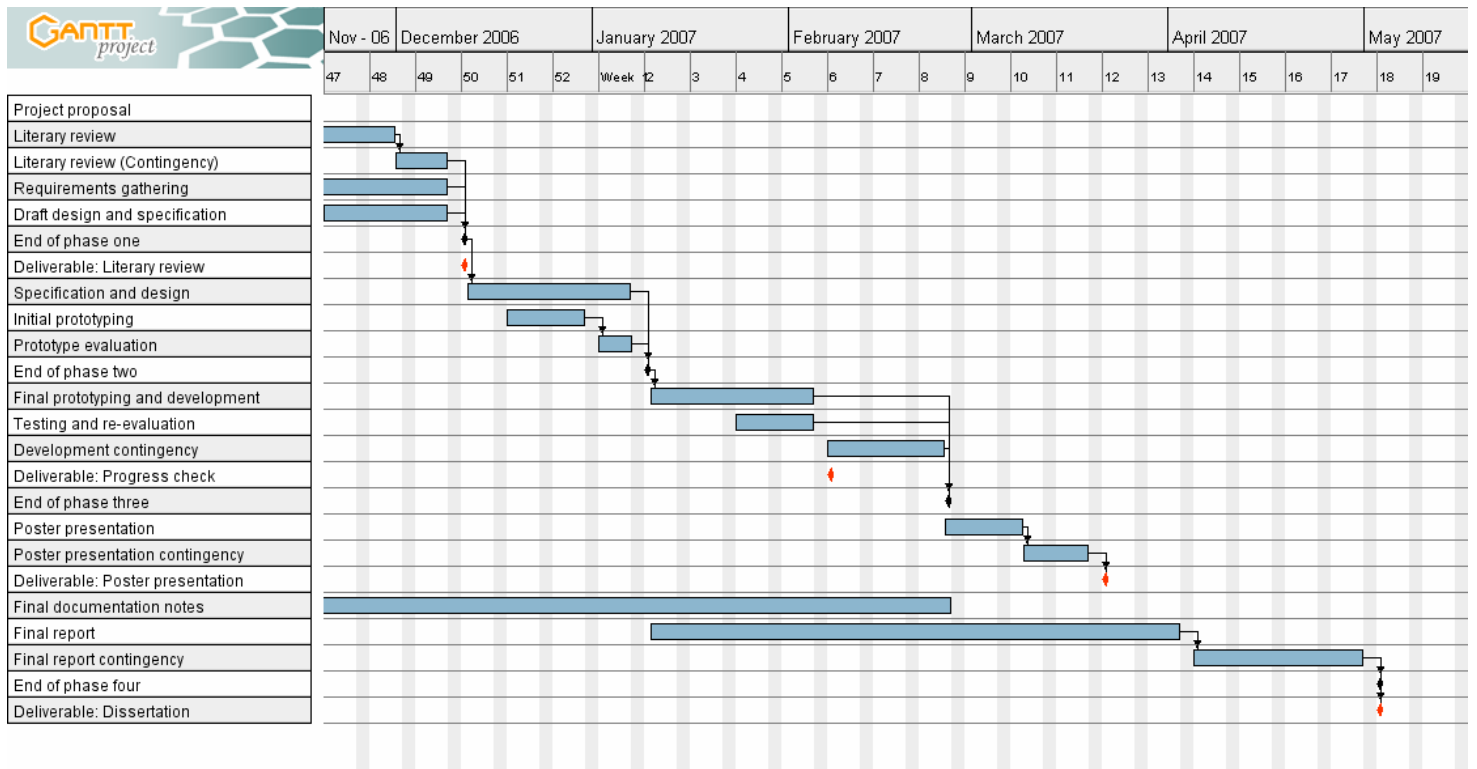 GANTT
project
Nov - 06 December 2006 January 2007 February 2007 March 2007 April 2007 May 2007
47 48 49 50 51 52 Week 1 2 3 4 5 6 7 8 9 10 11 12 13 14 15 16 17 18 19
Project proposal
Literary review
Literary review (Contingency)
Requirements gathering
Draft design and specification
End of phase one
Deliverable: Literary review
Specification and design
Initial prototyping
Prototype evaluation
End of phase two
Final prototyping and development
Testing and re-evaluation
Development contingency
Deliverable: Progress check
End of phase three
Poster presentation
Poster presentation contingency
Deliverable: Poster presentation
Final documentation notes
Final report
Final report contingency
End of phase four
Deliverable: Dissertation